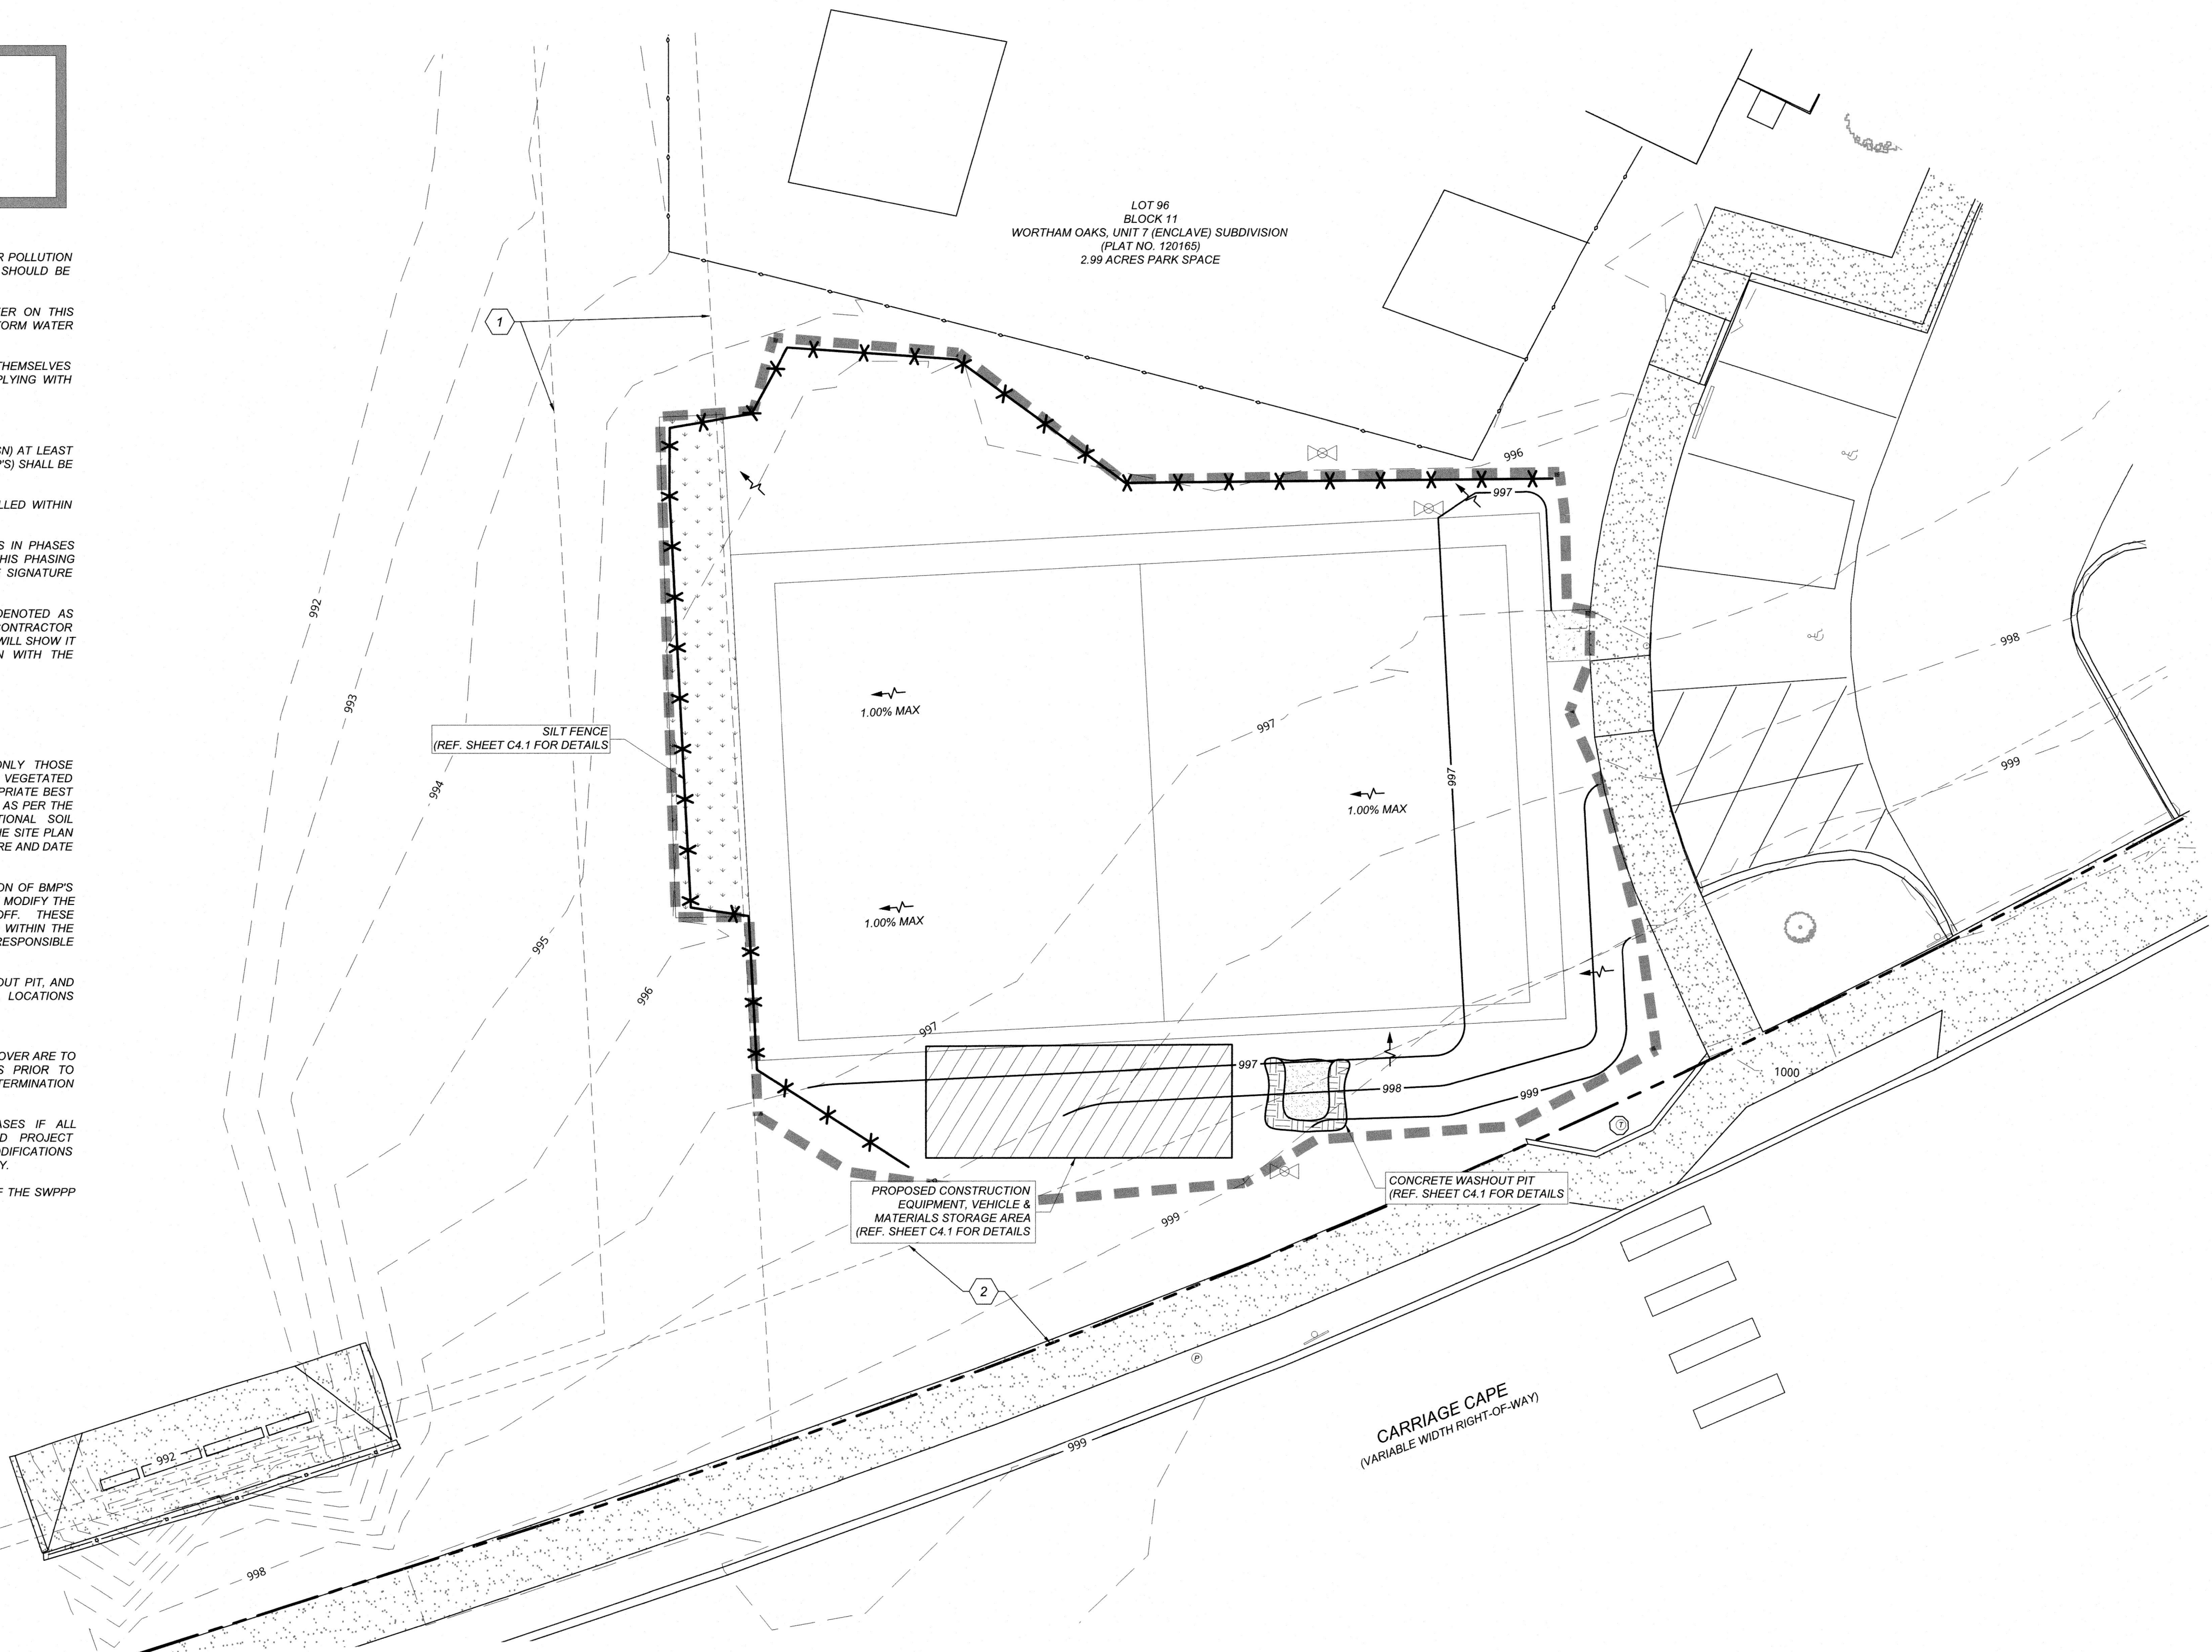 R POLLUTION
SHOULD BE
ER ON THIS
TORM WATER
THEMSELVES
PLYING WITH
SN) AT LEAST
P'S) SHALL BE
LLED WITHIN
S IN PHASES
THIS PHASING
E SIGNATURE
DENOTED AS
CONTRACTOR
WILL SHOW IT
N WITH THE
ONLY THOSE
VEGETATED
PRIATE BEST
AS PER THE
TIONAL SOIL
HE SITE PLAN
RE AND DATE
ON OF BMP'S
MODIFY THE
OFF. THESE
WITHIN THE
RESPONSIBLE
OUT PIT, AND
LOCATIONS
OVER ARE TO
S PRIOR TO
TERMINATION
ASES IF ALL
D PROJECT
ODIFICATIONS
Y.
F THE SWPPP
LOT 96
BLOCK 11
WORTHAM OAKS, UNIT 7 (ENCLAVE) SUBDIVISION
(PLAT NO. 120165)
2.99 ACRES PARK SPACE
1
996
997
992
993
994
995
996
998
999
SILT FENCE
(REF. SHEET C4.1 FOR DETAILS
1.00% MAX
997
997
1.00% MAX
1.00% MAX
997
997
998
999
1000
T
PROPOSED CONSTRUCTION
EQUIPMENT, VEHICLE &
MATERIALS STORAGE AREA
(REF. SHEET C4.1 FOR DETAILS
CONCRETE WASHOUT PIT
(REF. SHEET C4.1 FOR DETAILS
999
2
P
CARRIAGE CAPE
(VARIABLE WIDTH RIGHT-OF-WAY)
999
992
998